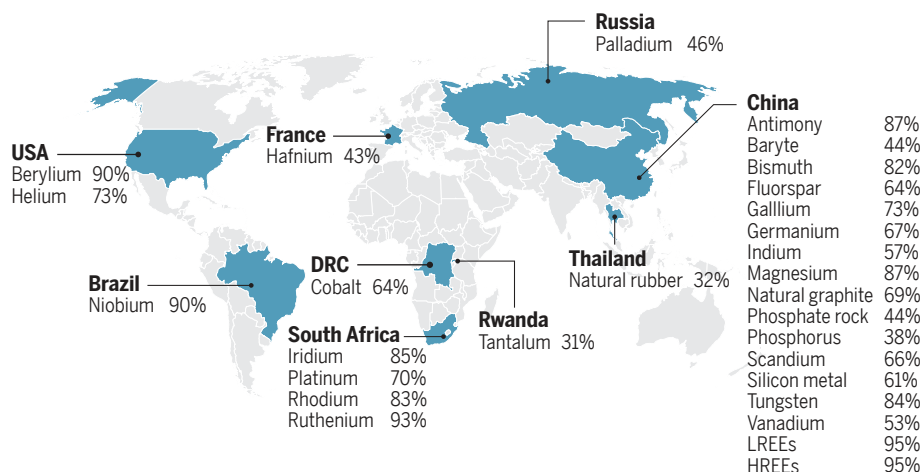 Russia
Palladium 46%
China
Antimony 87%
Baryte 44%
Bismuth 82%
Fluorspar 64%
Galllium 73%
Germanium 67%
Indium 57%
Magnesium 87%
Natural graphite 69%
Phosphate rock 44%
Phosphorus 38%
Scandium 66%
Silicon metal 61%
Tungsten 84%
Vanadium 53%
LREEs 95%
HREEs 95%
France
Hafnium 43%
USA
Berylium 90%
Helium 73%
Thailand
Natural rubber 32%
DRC
Cobalt 64%
Brazil
Niobium 90%
Rwanda
Tantalum 31%
South Africa
Iridium 85%
Platinum 70%
Rhodium 83%
Ruthenium 93%